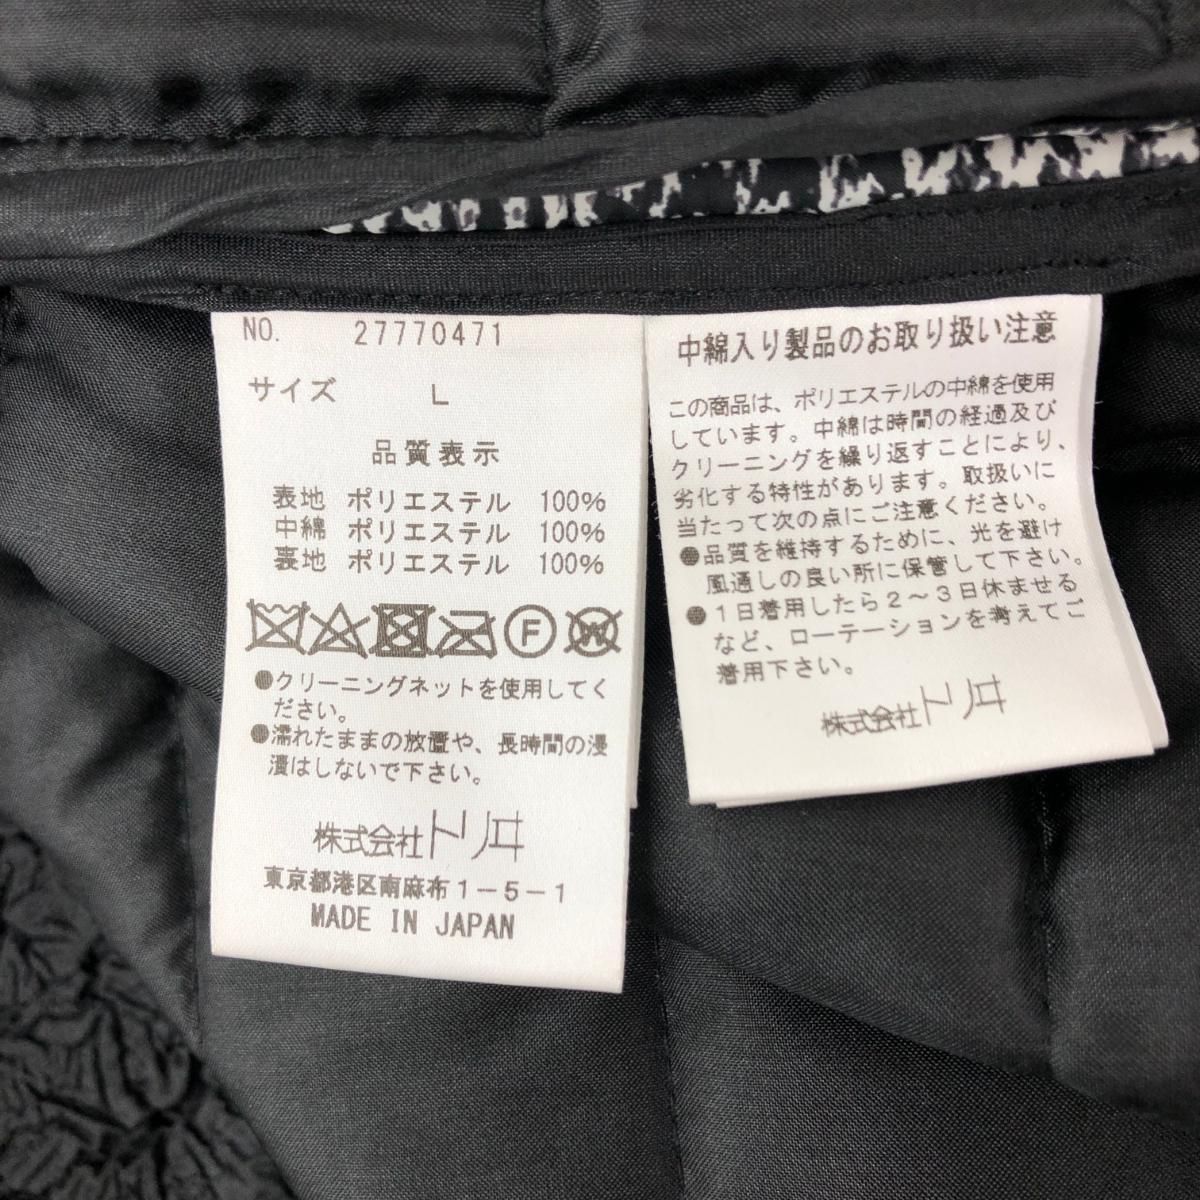 NO. 27770471
サイズ L
品質表示
表地 ポリエステル 100%
中綿 ポリエステル 100%
裏地 ポリエステル 100%
F W
●クリーニングネットを使用してく
ださい。
●濡れたままの放置や、長時間の浸
漬はしないで下さい。
株式会社トリヰ
東京都港区南麻布1-5-1
MADE IN JAPAN
中綿入り製品のお取り扱い注意
この商品は、ポリエステルの中綿を使用
しています。中綿は時間の経過及び
クリーニングを繰り返すことにより、
劣化する特性があります。取扱いに
当たって次の点にご注意ください。
●品質を維持するために、光を避け
風通しの良い所に保管して下さい。
●1日着用したら2〜3日休ませる
など、ローテーションを考えてご
着用下さい。
株式会社トリヰ